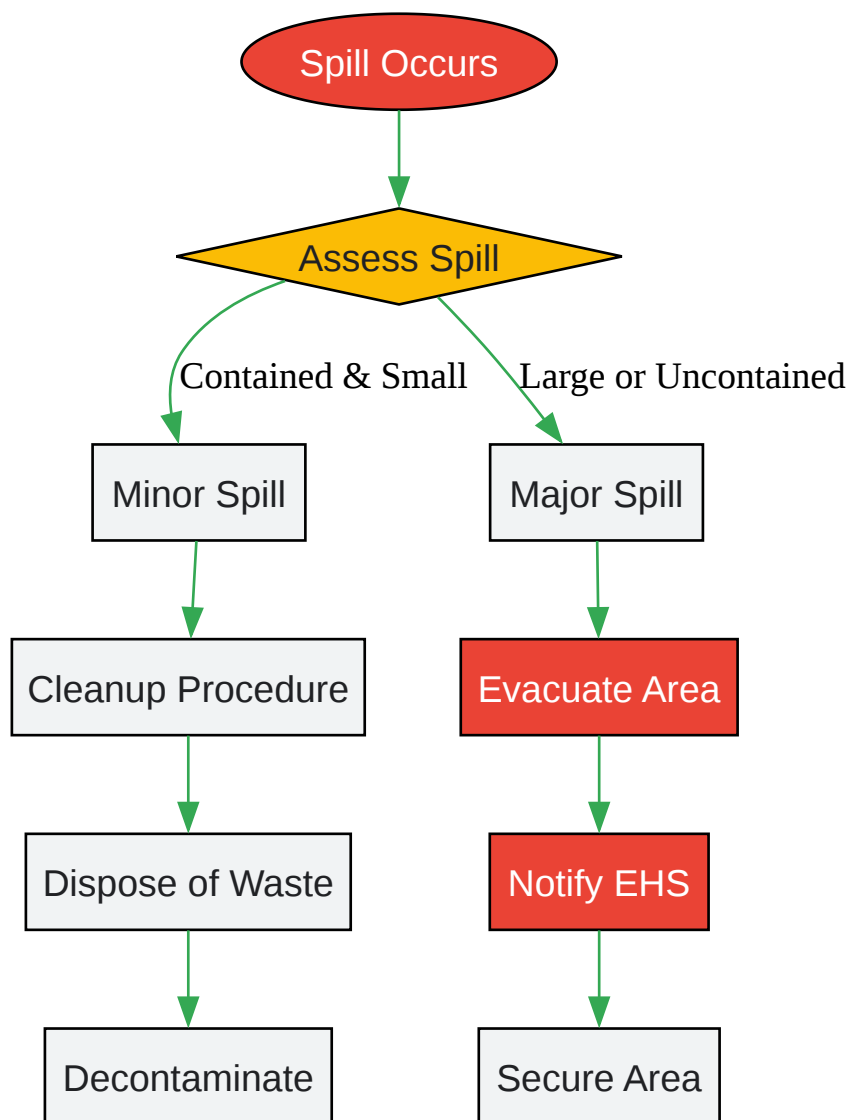 Spill Occurs
Assess Spill
Contained & Small
Large or Uncontained
Minor Spill
Major Spill
Cleanup Procedure
Evacuate Area
Dispose of Waste
Notify EHS
Decontaminate
Secure Area